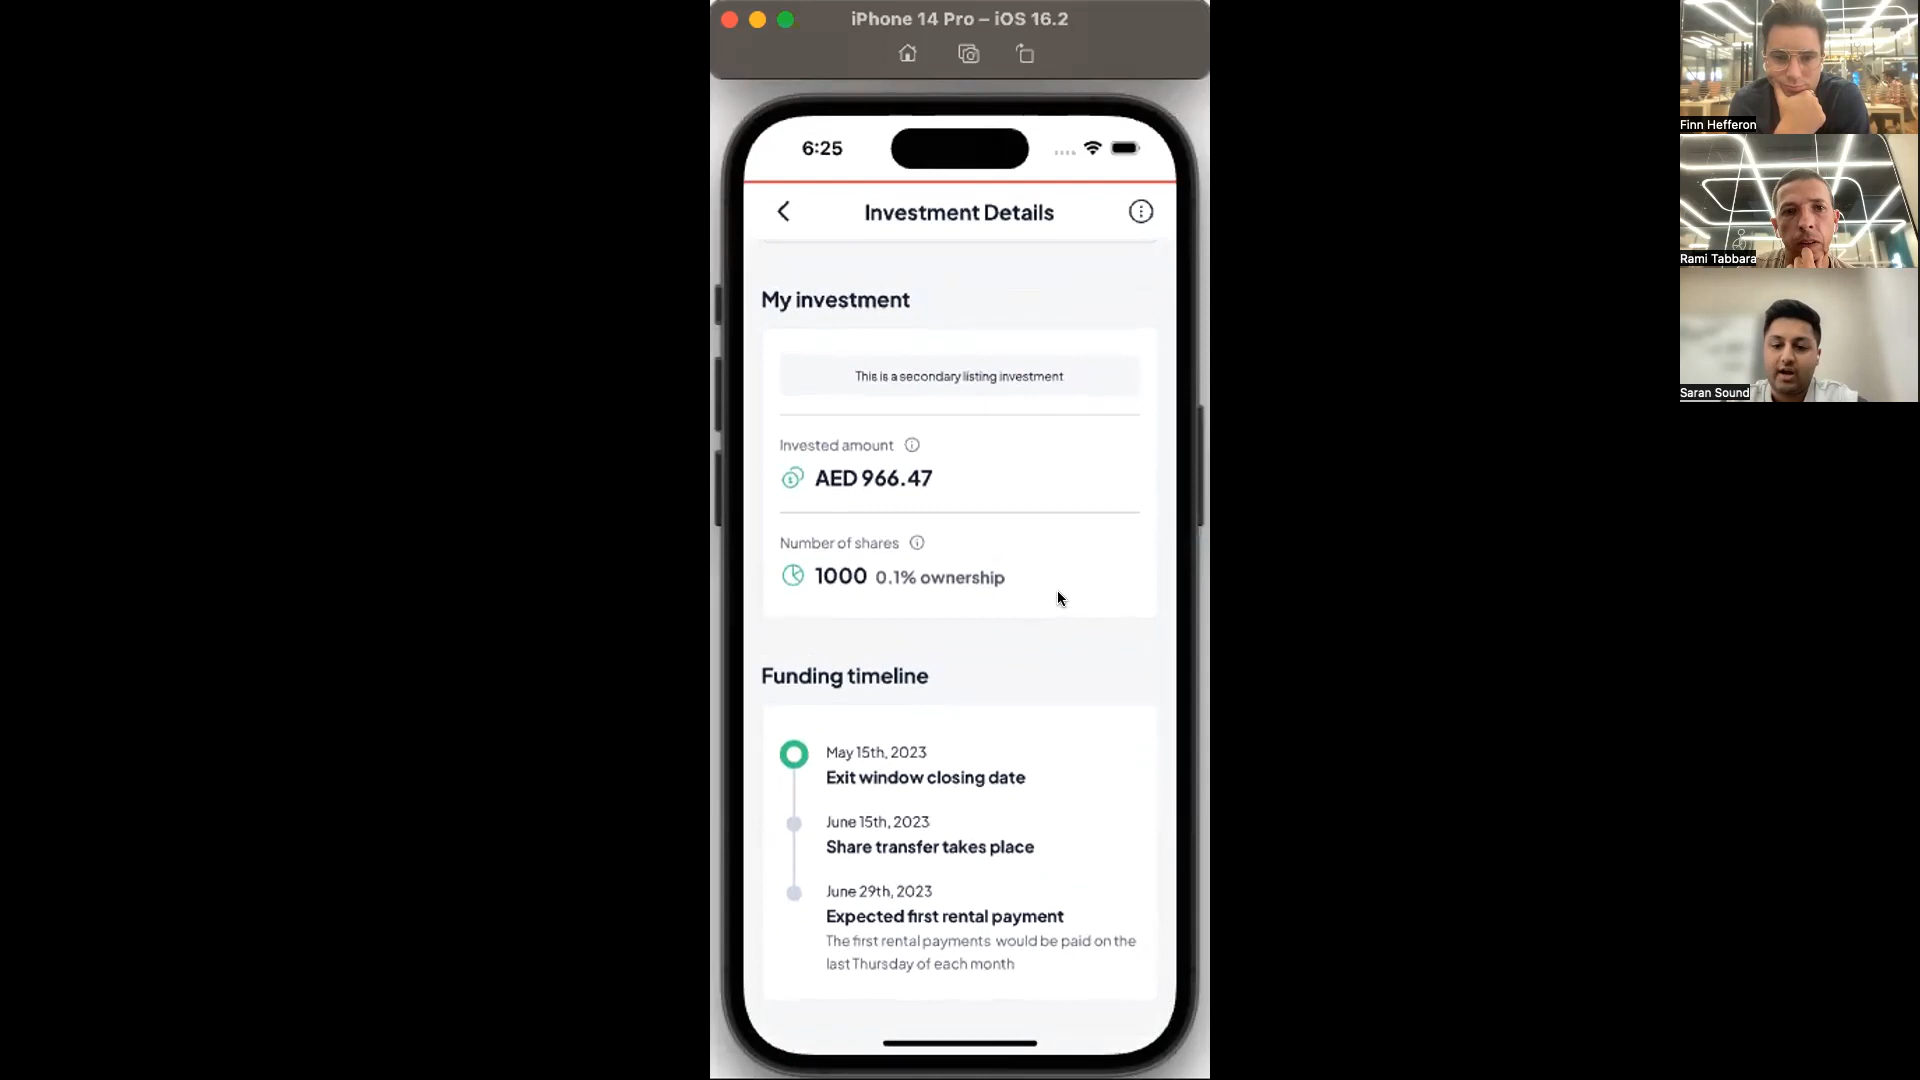 iPhone 14 Pro – iOS 16.2
6:25
Investment Details
My investment
This is a secondary listing investment
Invested amount
AED 966.47
Number of shares
1000 0.1% ownership
Funding timeline
May 15th, 2023
Exit window closing date
June 15th, 2023
Share transfer takes place
June 29th, 2023
Expected first rental payment
The first rental payments would be paid on the
last Thursday of each month
Finn Hefferon
Rami Tabbara
Saran Sound